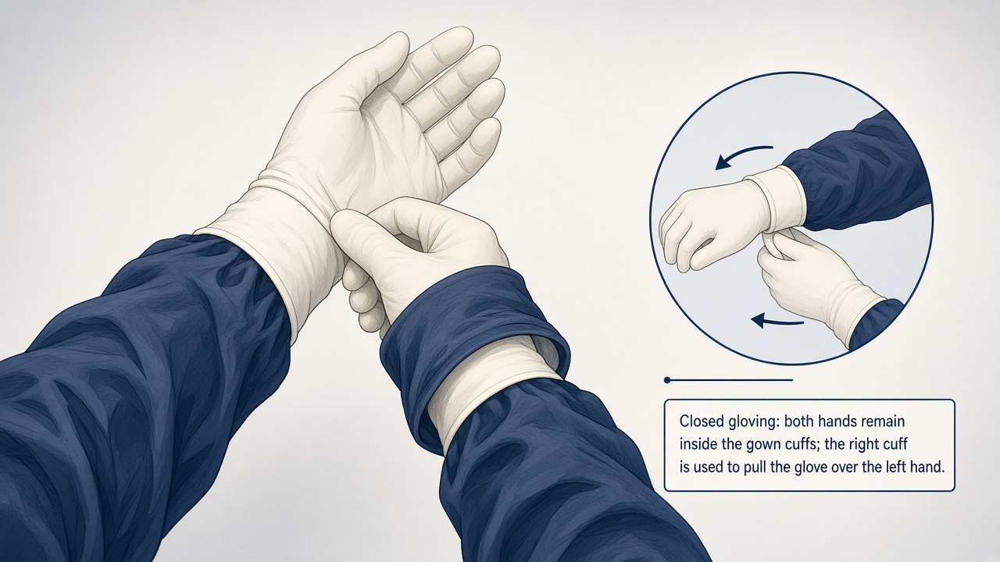 Closed gloving: both hands remain
inside the gown cuffs; the right cuff
is used to pull the glove over the left hand.